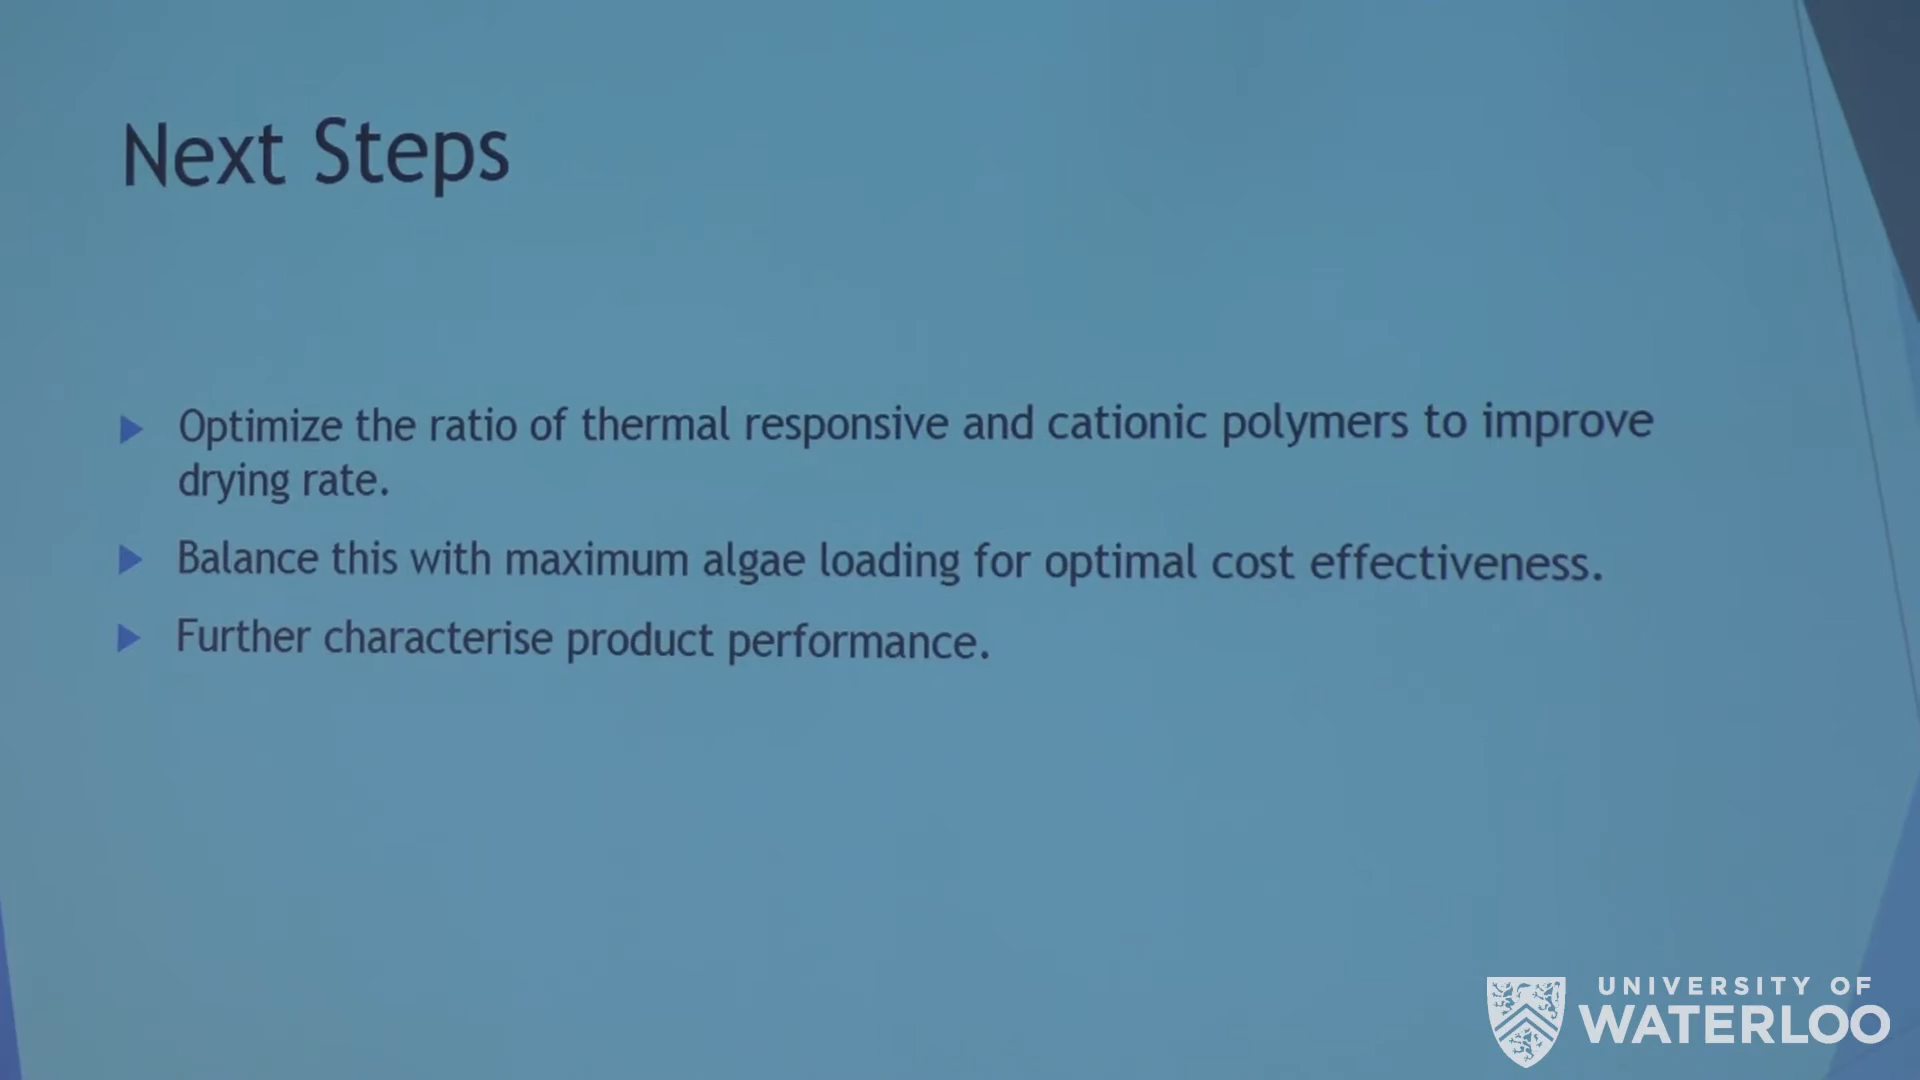 Next Steps
Optimize the ratio of thermal responsive and cationic polymers to improve
drying rate.
Balance this with maximum algae loading for optimal cost effectiveness.
Further characterise product performance.
UNIVERSITY OF
WATERLOO